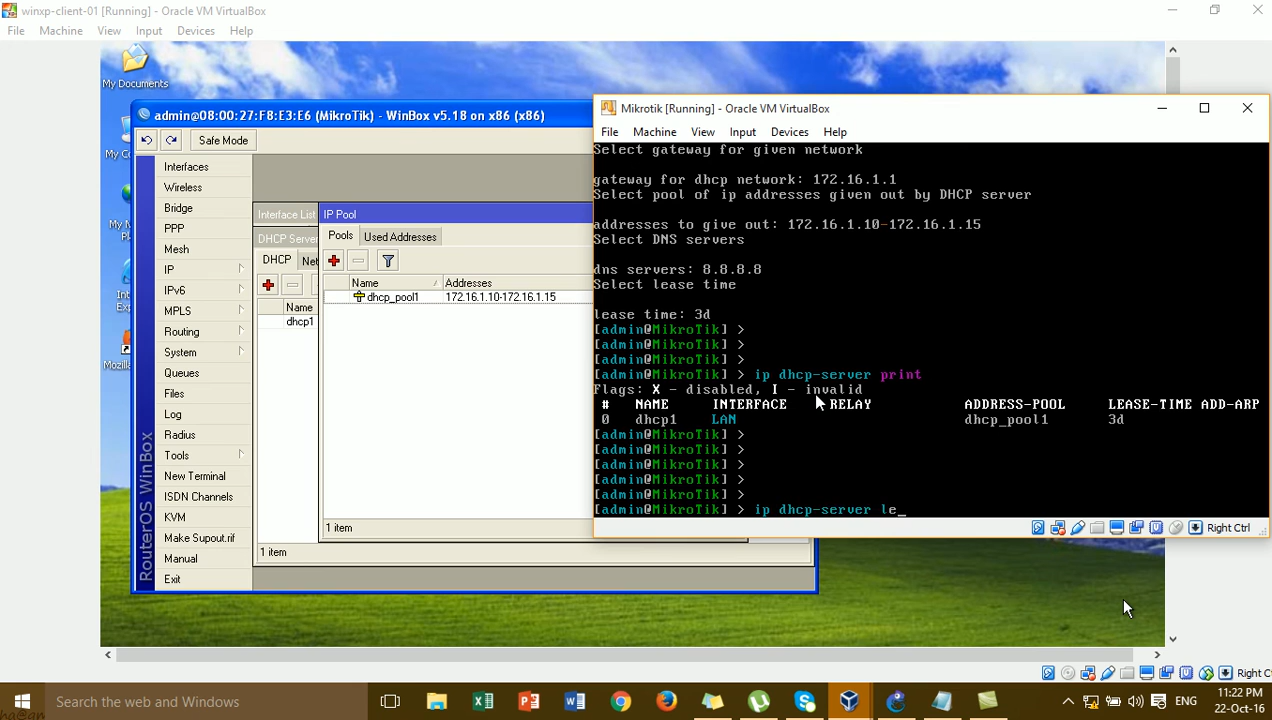 winxp-client-01 [Running] - Oracle VM VirtualBox
File Machine View Input Devices Help
My Documents
admin@08:00:27:F8:E3:E6 (MikroTik) - WinBox v5.18 on x86 (x86)
Safe Mode
RouterOS WinBox
Interfaces
Wireless
Bridge
PPP
Mesh
IP
IPv6
MPLS
Routing
System
Queues
Files
Log
Radius
Tools
New Terminal
ISDN Channels
KVM
Make Supout.rif
Manual
Exit
Interface List
DHCP Server
DHCP Net
Name
dhcp1
1 item
IP Pool
Pools Used Addresses
Name Addresses
dhcp_pool1 172.16.1.10-172.16.1.15
1 item
Mikrotik [Running] - Oracle VM VirtualBox
File Machine View Input Devices Help
Select gateway for given network
gateway for dhcp network: 172.16.1.1
Select pool of ip addresses given out by DHCP server
addresses to give out: 172.16.1.10-172.16.1.15
Select DNS servers
dns servers: 8.8.8.8
Select lease time
lease time: 3d
[admin@MikroTik] >
[admin@MikroTik] >
[admin@MikroTik] >
[admin@MikroTik] > ip dhcp-server print
Flags: X - disabled, I - invalid
# NAME INTERFACE RELAY ADDRESS-POOL LEASE-TIME ADD-ARP
0 dhcp1 LAN dhcp_pool1 3d
[admin@MikroTik] >
[admin@MikroTik] >
[admin@MikroTik] >
[admin@MikroTik] >
[admin@MikroTik] >
[admin@MikroTik] > ip dhcp-server le_
Right Ctrl
Right Ct
Search the web and Windows
ENG
11:22 PM
22-Oct-16